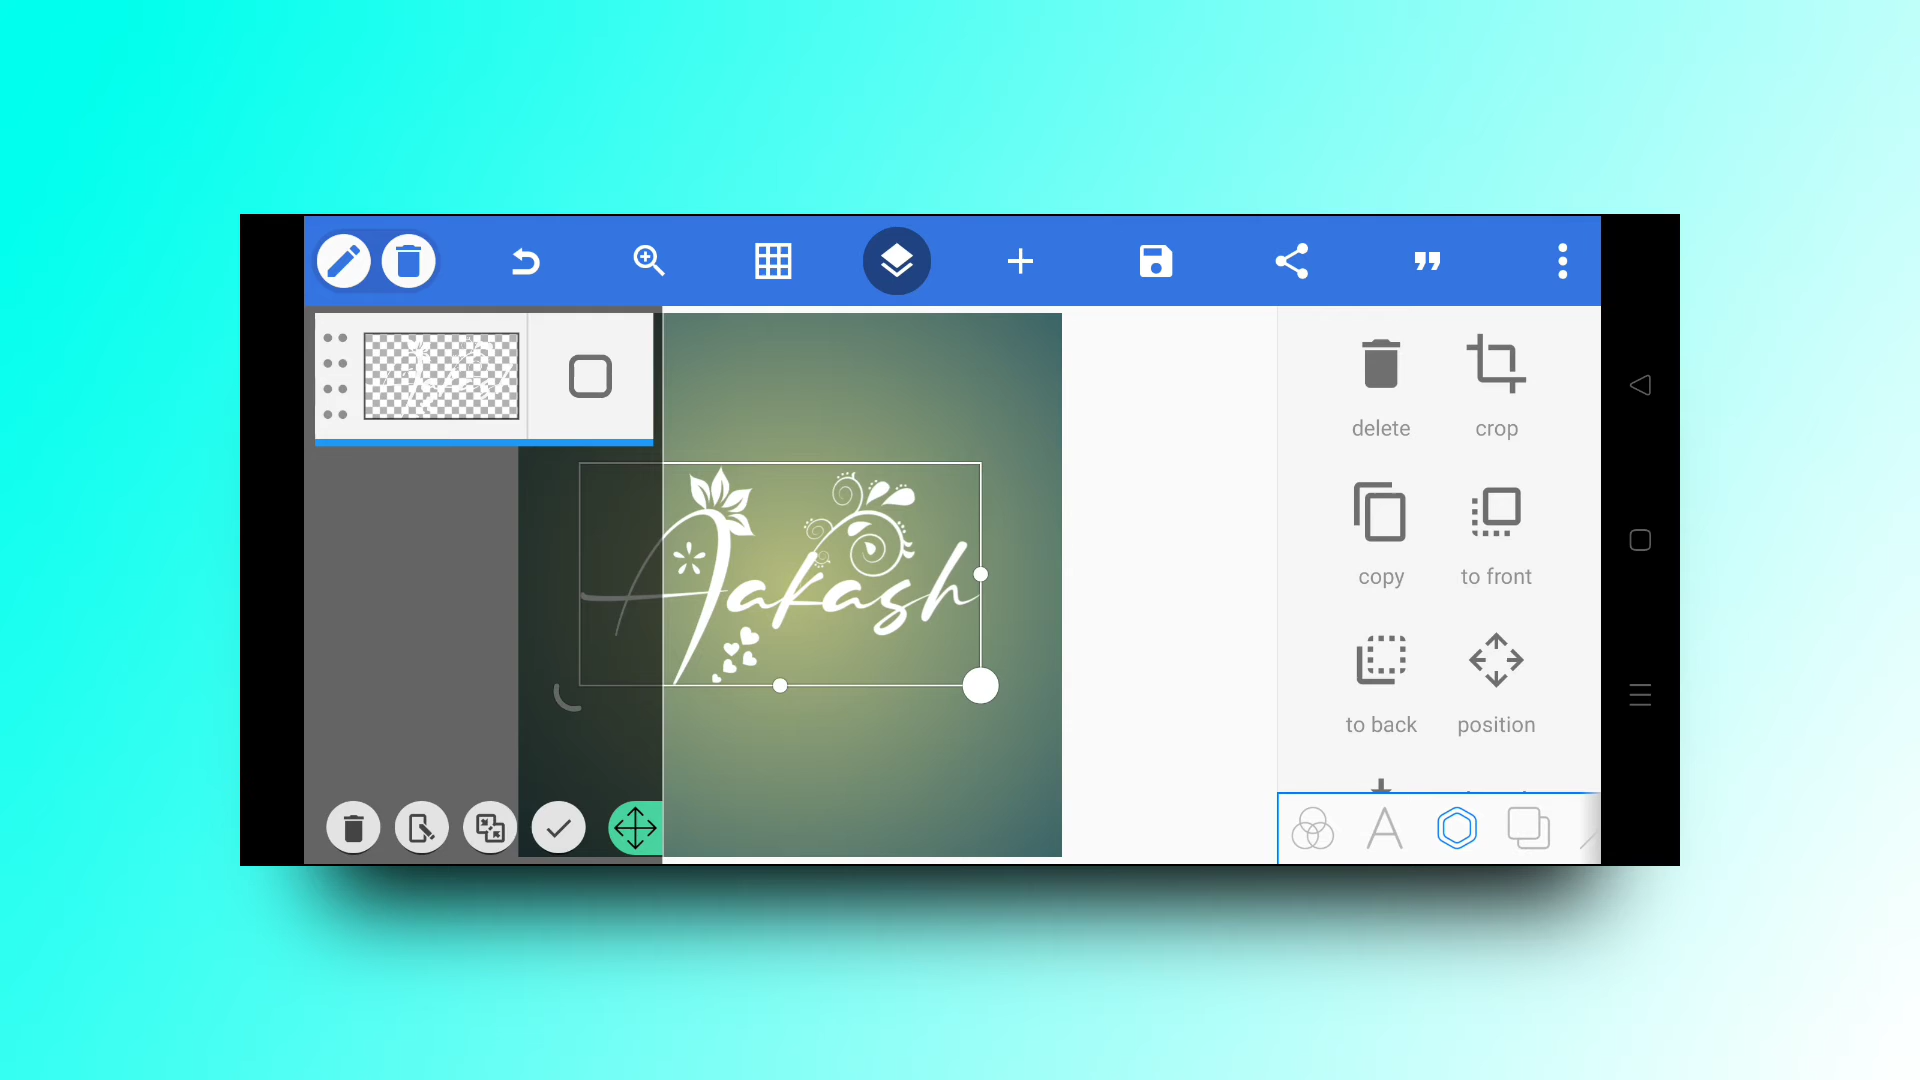 delete crop
Aakash
copy to front
to back position